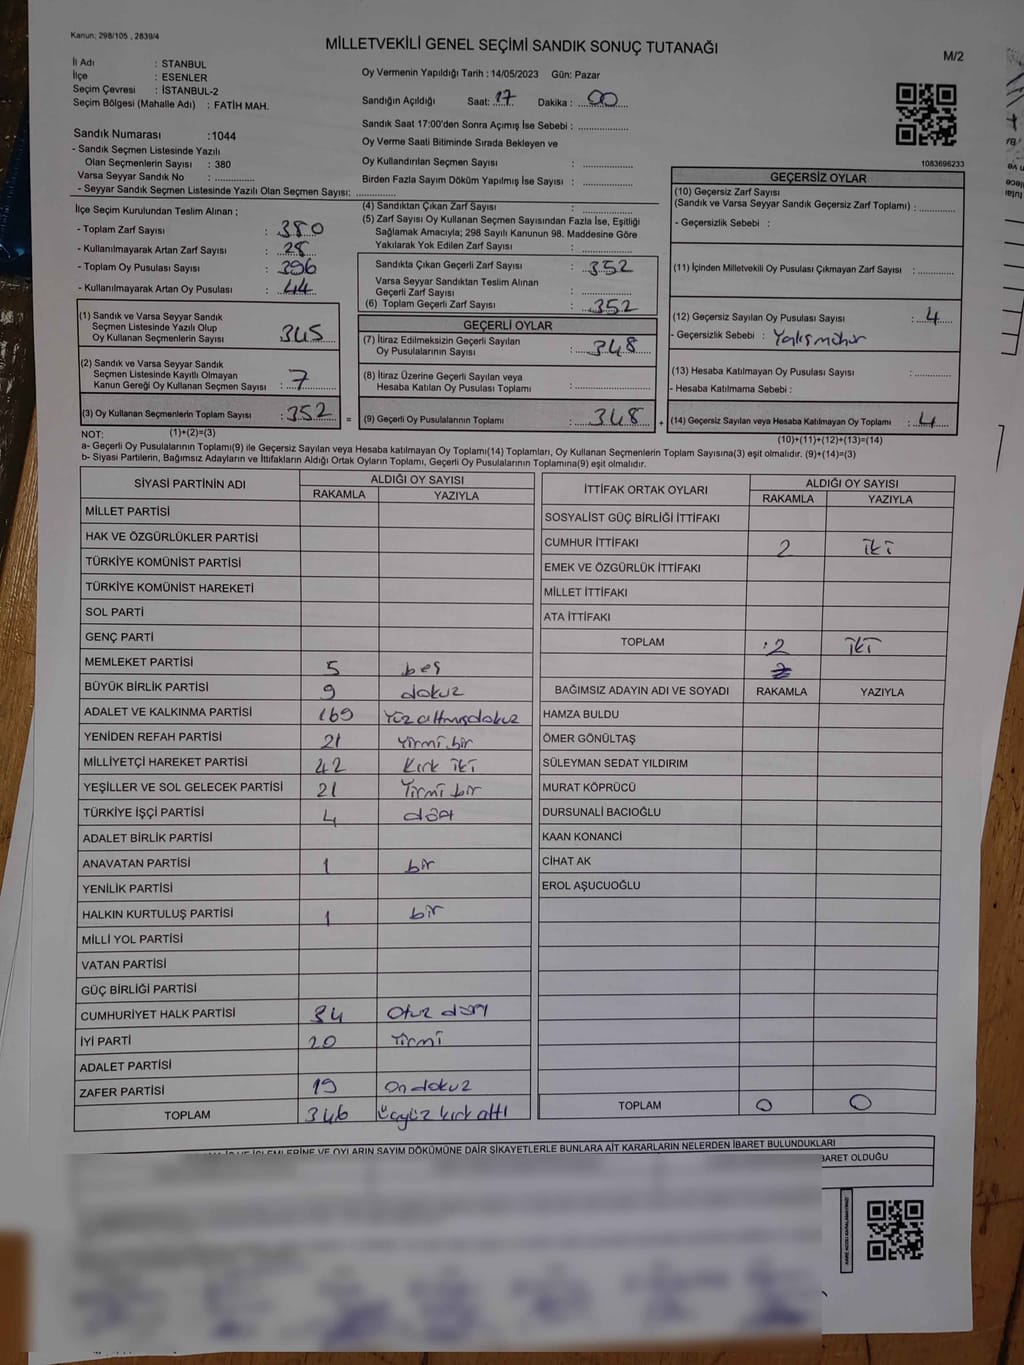 Kanun: 298/105 , 2839/4
MİLLETVEKİLİ GENEL SEÇİMİ SANDIK SONUÇ TUTANAĞI
M/2
İl Adı : STANBUL
İlçe : ESENLER
Seçim Çevresi : İSTANBUL-2
Seçim Bölgesi (Mahalle Adı) : FATİH MAH.
Oy Vermenin Yapıldığı Tarih : 14/05/2023 Gün: Pazar
Sandığın Açıldığı Saat: 17 Dakika : 00
Sandık Saat 17:00'den Sonra Açımış İse Sebebi :
Oy Verme Saati Bitiminde Sırada Bekleyen ve
Oy Kullandırılan Seçmen Sayısı :
Birden Fazla Sayım Döküm Yapılmış İse Sayısı :
1083696233
Sandık Numarası : 1044
- Sandık Seçmen Listesinde Yazılı
Olan Seçmenlerin Sayısı : 380
Varsa Seyyar Sandık No :
- Seyyar Sandık Seçmen Listesinde Yazılı Olan Seçmen Sayısı:
İlçe Seçim Kurulundan Teslim Alınan ;
- Toplam Zarf Sayısı : 380
- Kullanılmayarak Artan Zarf Sayısı : 28
- Toplam Oy Pusulası Sayısı : 396
- Kullanılmayarak Artan Oy Pusulası : 44
(1) Sandık ve Varsa Seyyar Sandık
Seçmen Listesinde Yazılı Olup
Oy Kullanan Seçmenlerin Sayısı 345
(2) Sandık ve Varsa Seyyar Sandık
Seçmen Listesinde Kayıtlı Olmayan
Kanun Gereği Oy Kullanan Seçmen Sayısı : 7
(3) Oy Kullanan Seçmenlerin Toplam Sayısı : 352 =
(1)+(2)=(3)
(4) Sandıktan Çıkan Zarf Sayısı :
(5) Zarf Sayısı Oy Kullanan Seçmen Sayısından Fazla İse, Eşitliği
Sağlamak Amacıyla; 298 Sayılı Kanunun 98. Maddesine Göre
Yakılarak Yok Edilen Zarf Sayısı :
Sandıkta Çıkan Geçerli Zarf Sayısı : 352
Varsa Seyyar Sandıktan Teslim Alınan
Geçerli Zarf Sayısı :
(6) Toplam Geçerli Zarf Sayısı : 352
GEÇERLİ OYLAR
(7) İtiraz Edilmeksizin Geçerli Sayılan
Oy Pusulalarının Sayısı : 348
(8) İtiraz Üzerine Geçerli Sayılan veya
Hesaba Katılan Oy Pusulası Toplamı :
(9) Geçerli Oy Pusulalarının Toplamı : 348 +
GEÇERSİZ OYLAR
(10) Geçersiz Zarf Sayısı
(Sandık ve Varsa Seyyar Sandık Geçersiz Zarf Toplamı) :
- Geçersizlik Sebebi :
(11) İçinden Milletvekili Oy Pusulası Çıkmayan Zarf Sayısı :
(12) Geçersiz Sayılan Oy Pusulası Sayısı : 4
- Geçersizlik Sebebi :
(13) Hesaba Katılmayan Oy Pusulası Sayısı :
- Hesaba Katılmama Sebebi :
(14) Geçersiz Sayılan veya Hesaba Katılmayan Oy Toplamı : 4
(10)+(11)+(12)+(13)=(14)
NOT:
a- Geçerli Oy Pusulalarının Toplamı(9) ile Geçersiz Sayılan veya Hesaba katılmayan Oy Toplamı(14) Toplamları, Oy Kullanan Seçmenlerin Toplam Sayısına(3) eşit olmalıdır. (9)+(14)=(3)
b- Siyasi Partilerin, Bağımsız Adayların ve İttifakların Aldığı Ortak Oyların Toplamı, Geçerli Oy Pusulalarının Toplamına(9) eşit olmalıdır.
SİYASİ PARTİNİN ADI ALDIĞI OY SAYISI
RAKAMLA YAZIYLA
MİLLET PARTİSİ
HAK VE ÖZGÜRLÜKLER PARTİSİ
TÜRKİYE KOMÜNİST PARTİSİ
TÜRKİYE KOMÜNİST HAREKETİ
SOL PARTİ
GENÇ PARTİ
MEMLEKET PARTİSİ 5 beş
BÜYÜK BİRLİK PARTİSİ 9 dokuz
ADALET VE KALKINMA PARTİSİ 169 Yüzaltmışdokuz
YENİDEN REFAH PARTİSİ 21 Yirmi bir
MİLLİYETÇİ HAREKET PARTİSİ 42 Kırk iki
YEŞİLLER VE SOL GELECEK PARTİSİ 21 Yirmi bir
TÜRKİYE İŞÇİ PARTİSİ 4 dört
ADALET BİRLİK PARTİSİ
ANAVATAN PARTİSİ 1 bir
YENİLİK PARTİSİ
HALKIN KURTULUŞ PARTİSİ 1 bir
MİLLİ YOL PARTİSİ
VATAN PARTİSİ
GÜÇ BİRLİĞİ PARTİSİ
CUMHURİYET HALK PARTİSİ 34 Otuz dört
İYİ PARTİ 20 Yirmi
ADALET PARTİSİ
ZAFER PARTİSİ 19 On dokuz
TOPLAM 346 Üçyüz kırk altı
İTTİFAK ORTAK OYLARI ALDIĞI OY SAYISI
RAKAMLA YAZIYLA
SOSYALİST GÜÇ BİRLİĞİ İTTİFAKI
CUMHUR İTTİFAKI 2 iki
EMEK VE ÖZGÜRLÜK İTTİFAKI
MİLLET İTTİFAKI
ATA İTTİFAKI
TOPLAM 2 iki
BAĞIMSIZ ADAYIN ADI VE SOYADI RAKAMLA YAZIYLA
HAMZA BULDU
ÖMER GÖNÜLTAŞ
SÜLEYMAN SEDAT YILDIRIM
MURAT KÖPRÜCÜ
DURSUNALİ BACIOĞLU
KAAN KONANCİ
CİHAT AK
EROL AŞUCUOĞLU
TOPLAM 0 0
İŞLEMLERİNE VE OYLARIN SAYIM DÖKÜMÜNE DAİR ŞİKAYETLERLE BUNLARA AİT KARARLARIN NELERDEN İBARET BULUNDUKLARI
BARET OLDUĞU